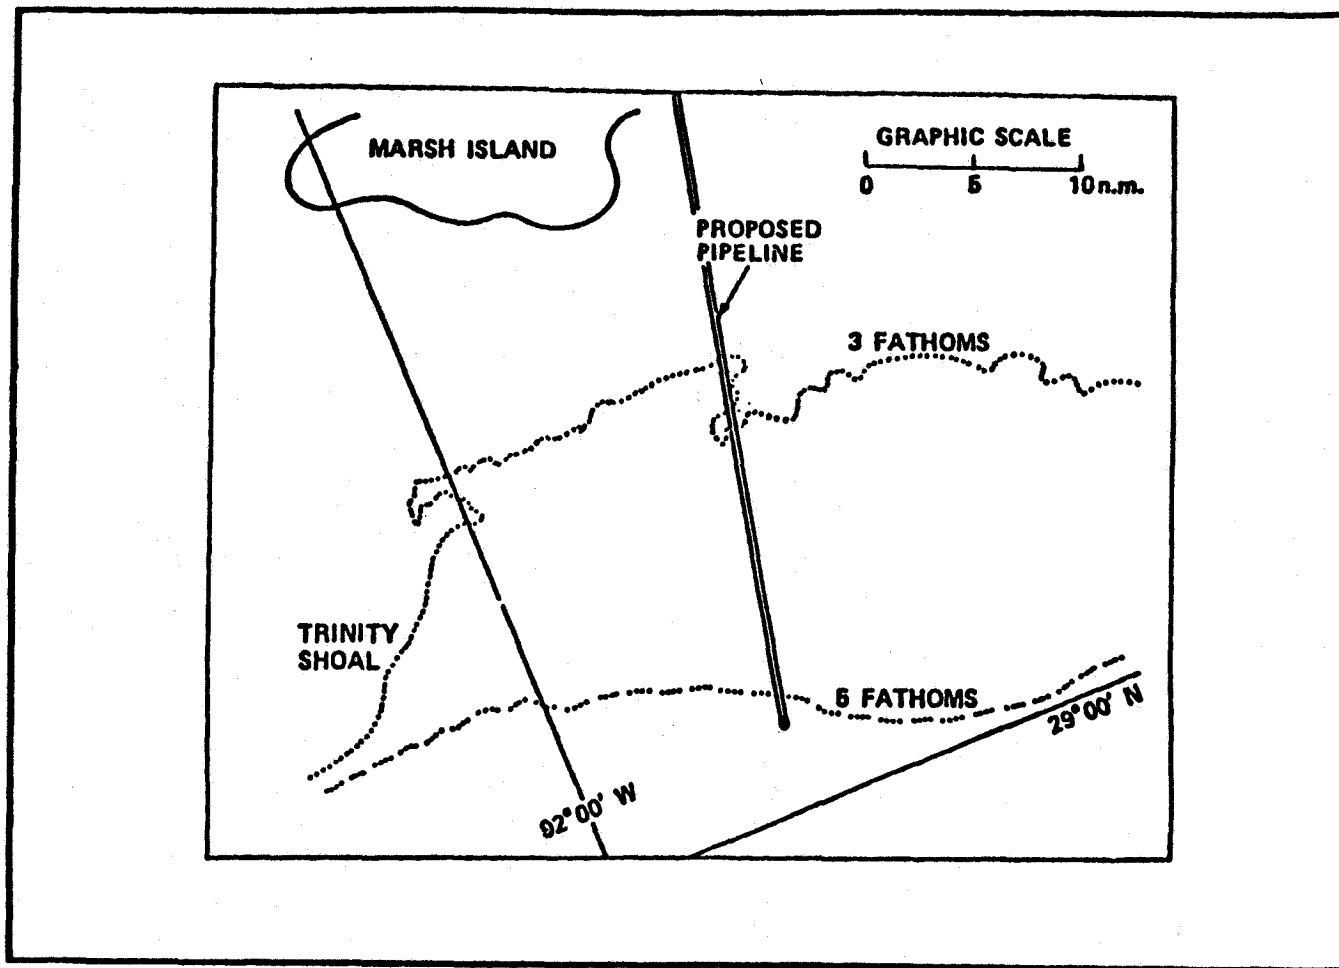 MARSH ISLAND
GRAPHIC SCALE
0 5 10 n.m.
PROPOSED
PIPELINE
3 FATHOMS
TRINITY
SHOAL
5 FATHOMS
29°00' N
92°00' W